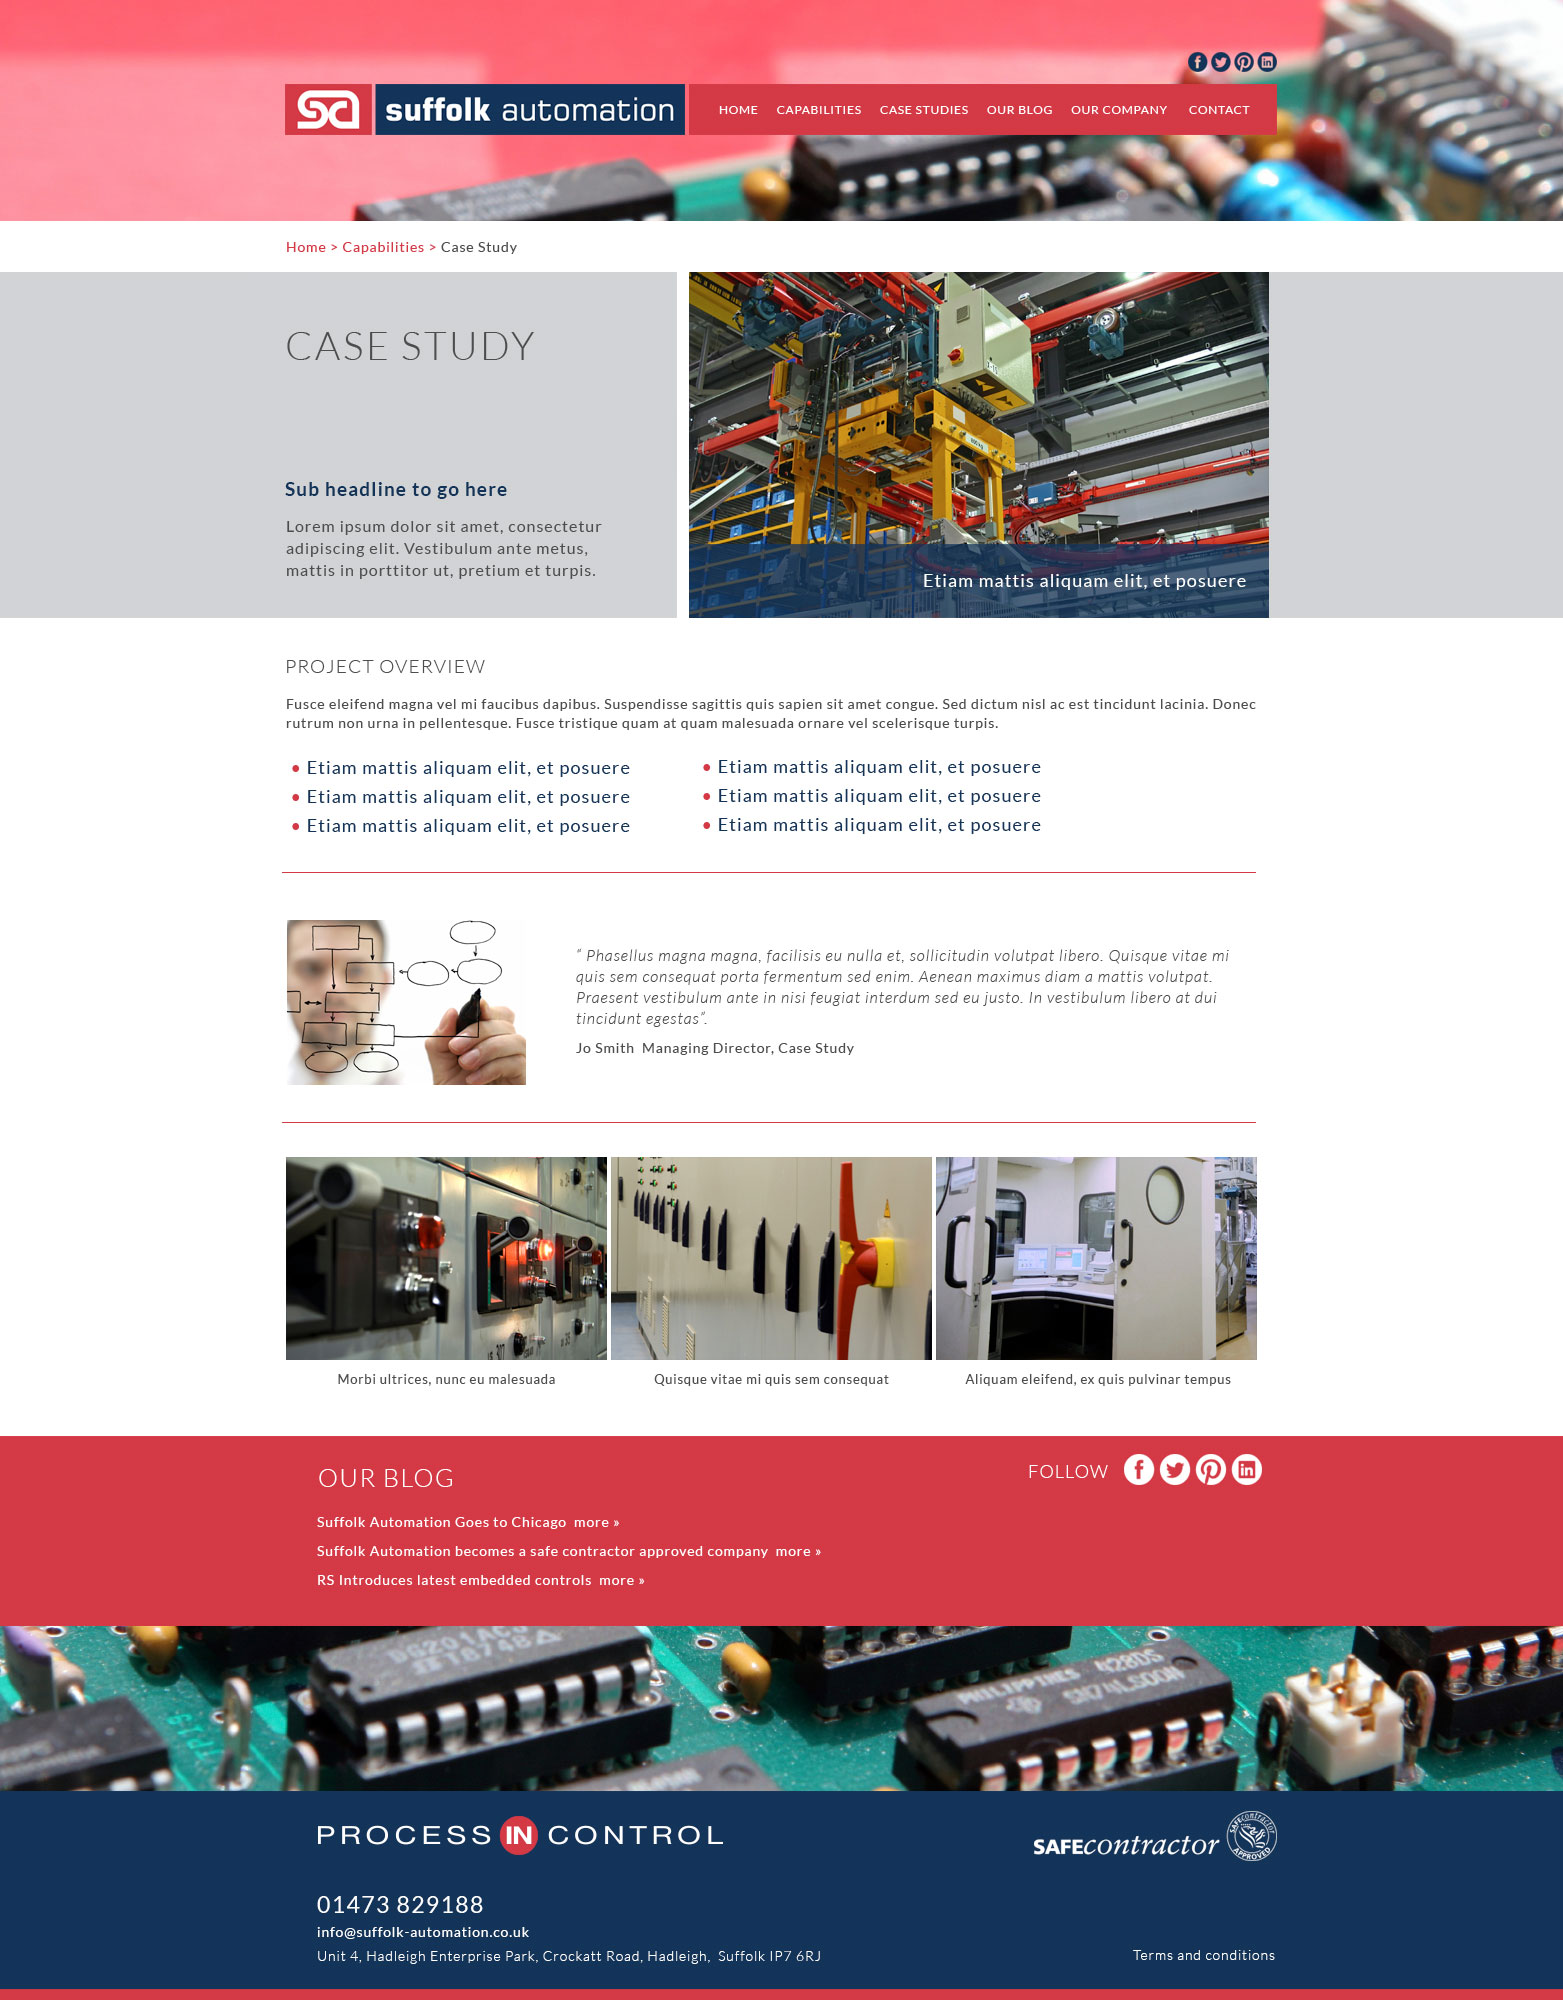 sa suffolk automation
HOME CAPABILITIES CASE STUDIES OUR BLOG OUR COMPANY CONTACT
Home > Capabilities > Case Study
CASE STUDY
Sub headline to go here
Lorem ipsum dolor sit amet, consectetur
adipiscing elit. Vestibulum ante metus,
mattis in porttitor ut, pretium et turpis.
Etiam mattis aliquam elit, et posuere
PROJECT OVERVIEW
Fusce eleifend magna vel mi faucibus dapibus. Suspendisse sagittis quis sapien sit amet congue. Sed dictum nisl ac est tincidunt lacinia. Donec
rutrum non urna in pellentesque. Fusce tristique quam at quam malesuada ornare vel scelerisque turpis.
• Etiam mattis aliquam elit, et posuere
• Etiam mattis aliquam elit, et posuere
• Etiam mattis aliquam elit, et posuere
• Etiam mattis aliquam elit, et posuere
• Etiam mattis aliquam elit, et posuere
• Etiam mattis aliquam elit, et posuere
“ Phasellus magna magna, facilisis eu nulla et, sollicitudin volutpat libero. Quisque vitae mi
quis sem consequat porta fermentum sed enim. Aenean maximus diam a mattis volutpat.
Praesent vestibulum ante in nisi feugiat interdum sed eu justo. In vestibulum libero at dui
tincidunt egestas”.
Jo Smith  Managing Director, Case Study
Morbi ultrices, nunc eu malesuada
Quisque vitae mi quis sem consequat
Aliquam eleifend, ex quis pulvinar tempus
OUR BLOG
FOLLOW
Suffolk Automation Goes to Chicago  more »
Suffolk Automation becomes a safe contractor approved company  more »
RS Introduces latest embedded controls  more »
PHILIPPINES 4280S
SN74LS00N
PROCESS IN CONTROL
SAFEcontractor
SAFEcontractor APPROVED
01473 829188
info@suffolk-automation.co.uk
Unit 4, Hadleigh Enterprise Park, Crockatt Road, Hadleigh,  Suffolk IP7 6RJ
Terms and conditions